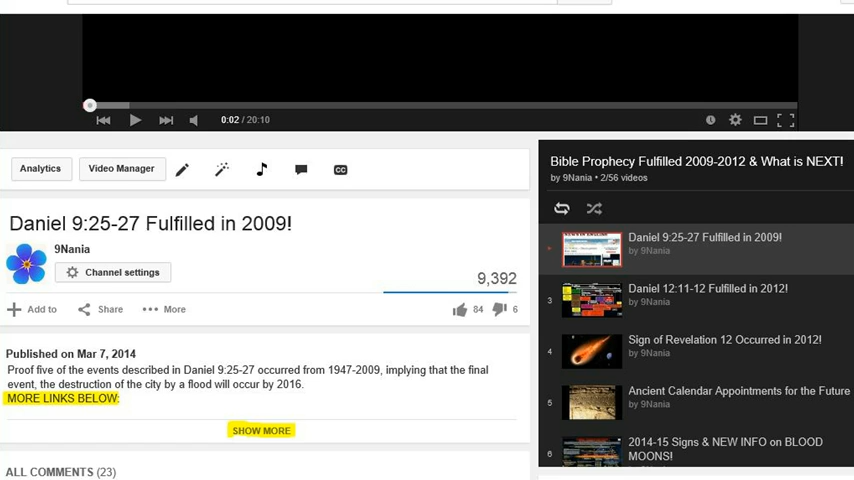 0:02 / 20:10
Analytics
Video Manager
CC
Daniel 9:25-27 Fulfilled in 2009!
9Nania
Channel settings
9,392
Add to
Share
More
84
6
Published on Mar 7, 2014
Proof five of the events described in Daniel 9:25-27 occurred from 1947-2009, implying that the final
event, the destruction of the city by a flood will occur by 2016.
MORE LINKS BELOW:
SHOW MORE
ALL COMMENTS (23)
Bible Prophecy Fulfilled 2009-2012 & What is NEXT!
by 9Nania • 2/56 videos
Daniel 9:25-27 Fulfilled in 2009!
by 9Nania
3
Daniel 12:11-12 Fulfilled in 2012!
by 9Nania
4
Sign of Revelation 12 Occurred in 2012!
by 9Nania
5
Ancient Calendar Appointments for the Future
by 9Nania
6
2014-15 Signs & NEW INFO on BLOOD
MOONS!